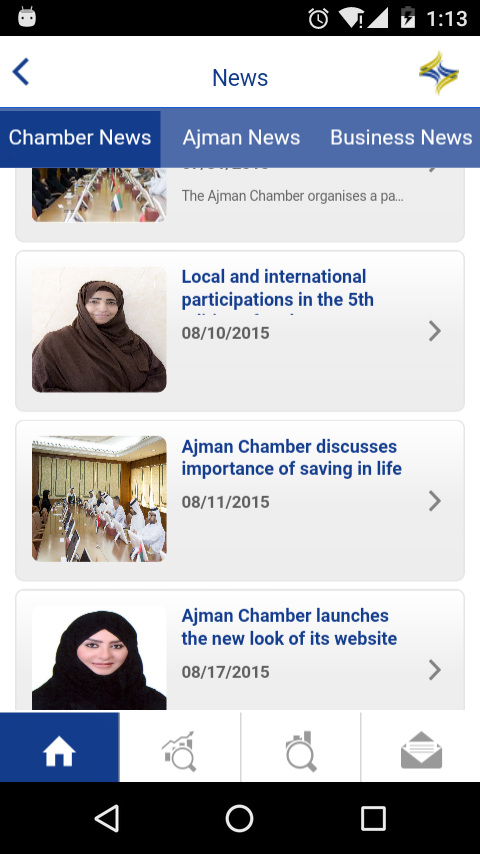 1:13
News
Chamber News
Ajman News
Business News
The Ajman Chamber organises a pa...
Local and international
participations in the 5th
08/10/2015
Ajman Chamber discusses
importance of saving in life
08/11/2015
Ajman Chamber launches
the new look of its website
08/17/2015